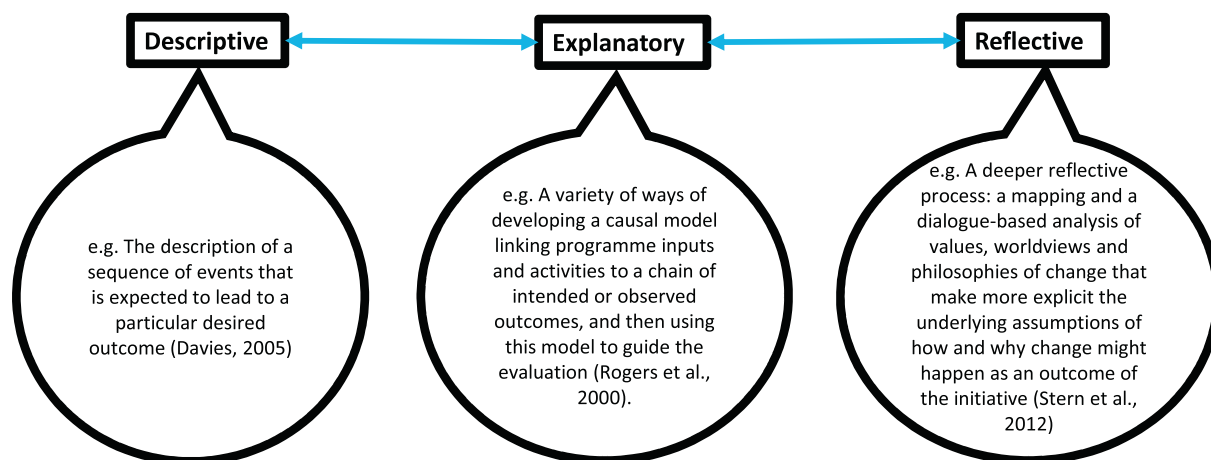 Descriptive
Explanatory
Reflective
e.g. The description of a
sequence of events that
is expected to lead to a
particular desired
outcome (Davies, 2005)
e.g. A variety of ways of
developing a causal model
linking programme inputs
and activities to a chain of
intended or observed
outcomes, and then using
this model to guide the
evaluation (Rogers et al.,
2000).
e.g. A deeper reflective
process: a mapping and a
dialogue-based analysis of
values, worldviews and
philosophies of change that
make more explicit the
underlying assumptions of
how and why change might
happen as an outcome of
the initiative (Stern et al.,
2012)